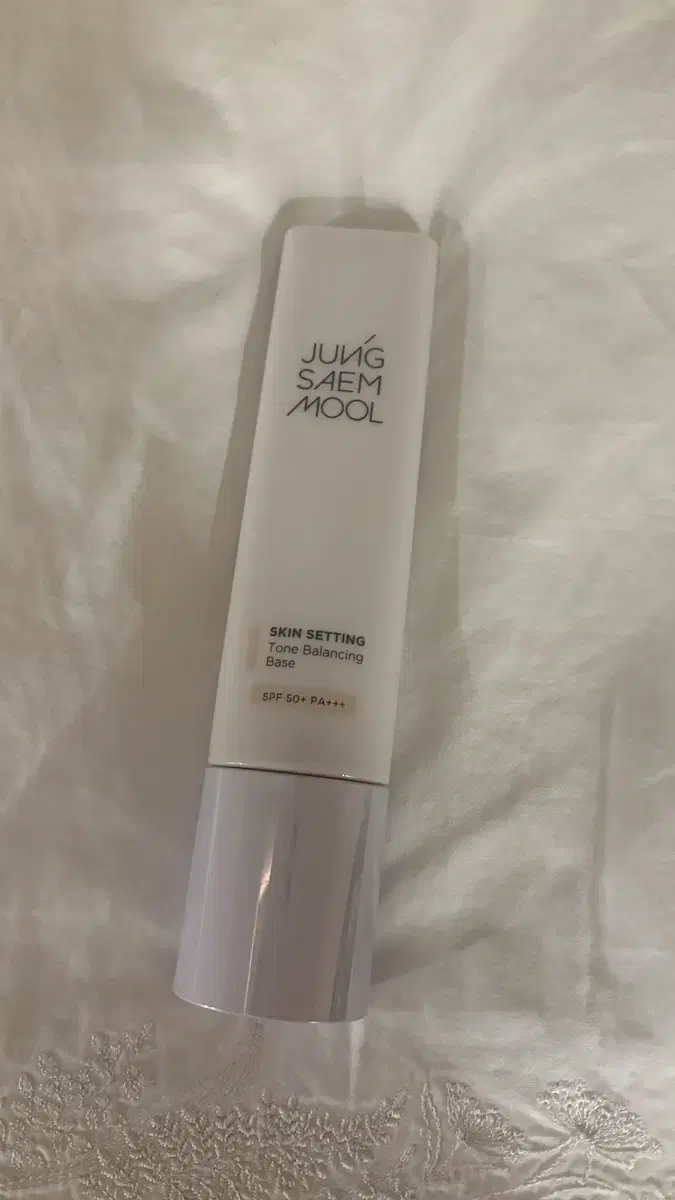 JUNG
SAEM
MOOL
SKIN SETTING
Tone Balancing
Base
SPF 50+ PA+++